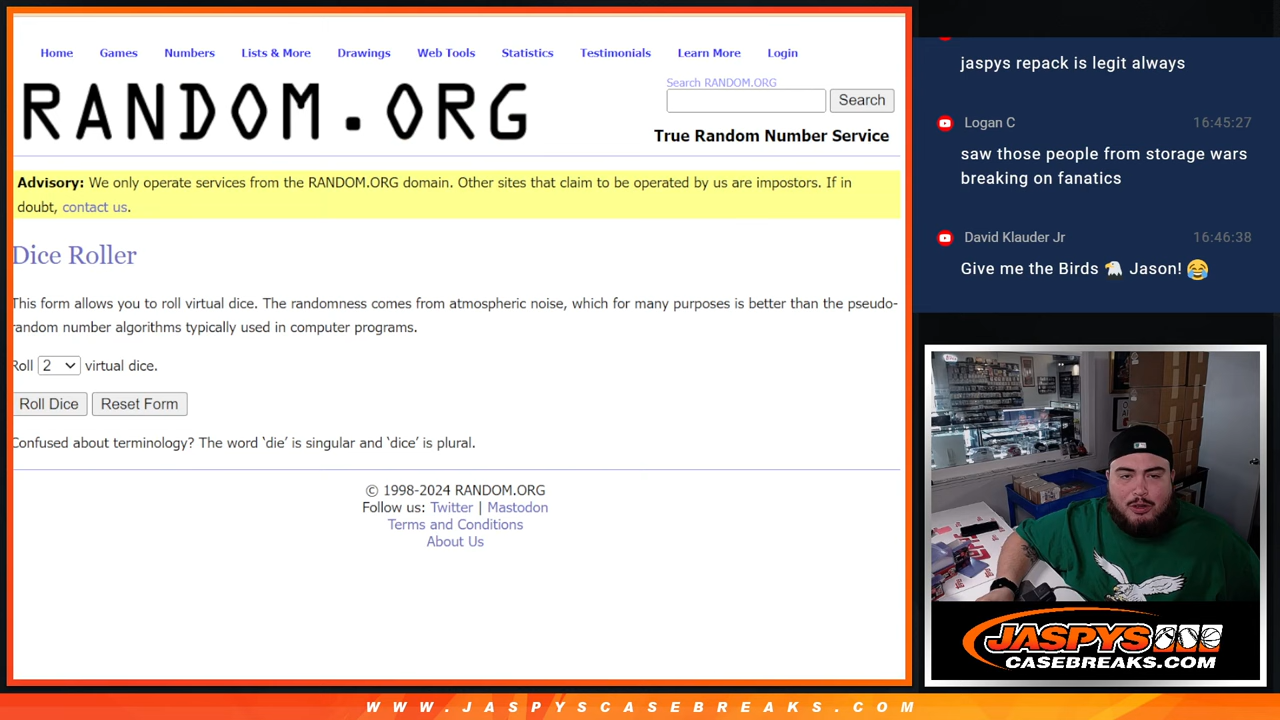 Home Games Numbers Lists & More Drawings Web Tools Statistics Testimonials Learn More Login
RANDOM.ORG
Search RANDOM.ORG
Search
True Random Number Service
Advisory: We only operate services from the RANDOM.ORG domain. Other sites that claim to be operated by us are impostors. If in
doubt, contact us.
Dice Roller
This form allows you to roll virtual dice. The randomness comes from atmospheric noise, which for many purposes is better than the pseudo-
random number algorithms typically used in computer programs.
Roll 2 virtual dice.
Roll Dice Reset Form
Confused about terminology? The word ‘die’ is singular and ‘dice’ is plural.
© 1998-2024 RANDOM.ORG
Follow us: Twitter | Mastodon
Terms and Conditions
About Us
jaspys repack is legit always
Logan C 16:45:27
saw those people from storage wars
breaking on fanatics
David Klauder Jr 16:46:38
Give me the Birds 🦅 Jason! 😂
JASPYS
CASEBREAKS.COM
WWW.JASPYSCASEBREAKS.COM